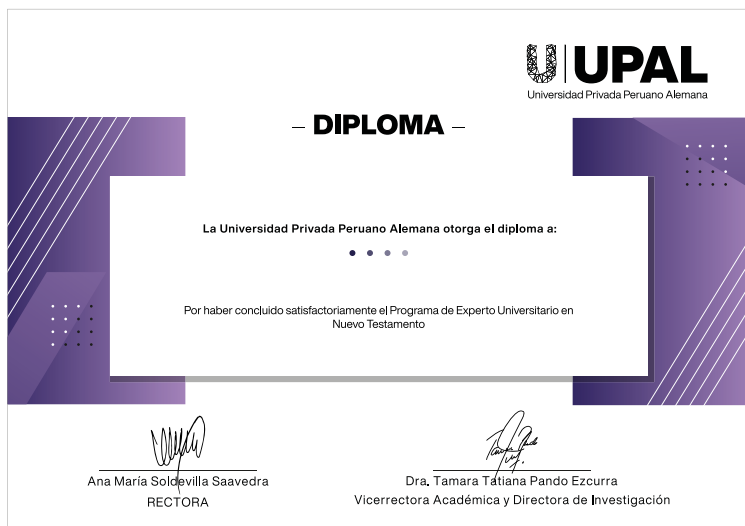 UPAL
Universidad Privada Peruano Alemana
– DIPLOMA –
La Universidad Privada Peruano Alemana otorga el diploma a:
Por haber concluido satisfactoriamente el Programa de Experto Universitario en
Nuevo Testamento
Ana María Soldevilla Saavedra
RECTORA
Dra. Tamara Tatiana Pando Ezcurra
Vicerrectora Académica y Directora de Investigación